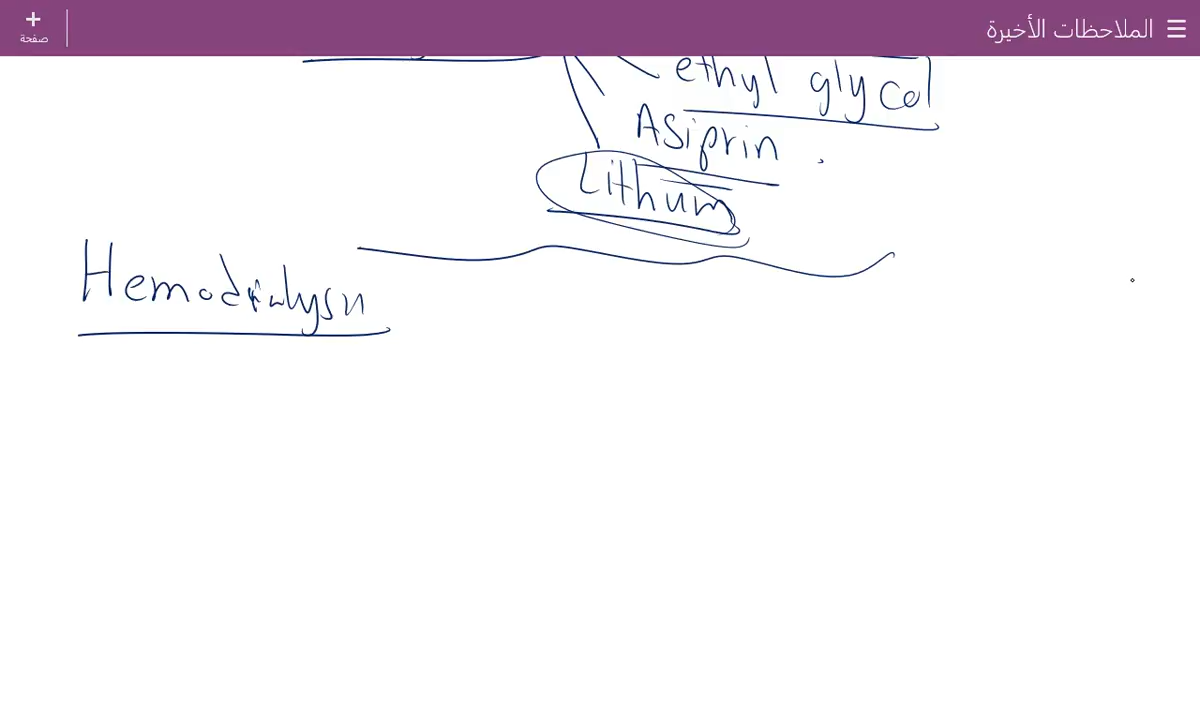 +
صفحة
الملاحظات الأخيرة
ethyl glycol
Asiprin .
Lithum
Hemodialysn